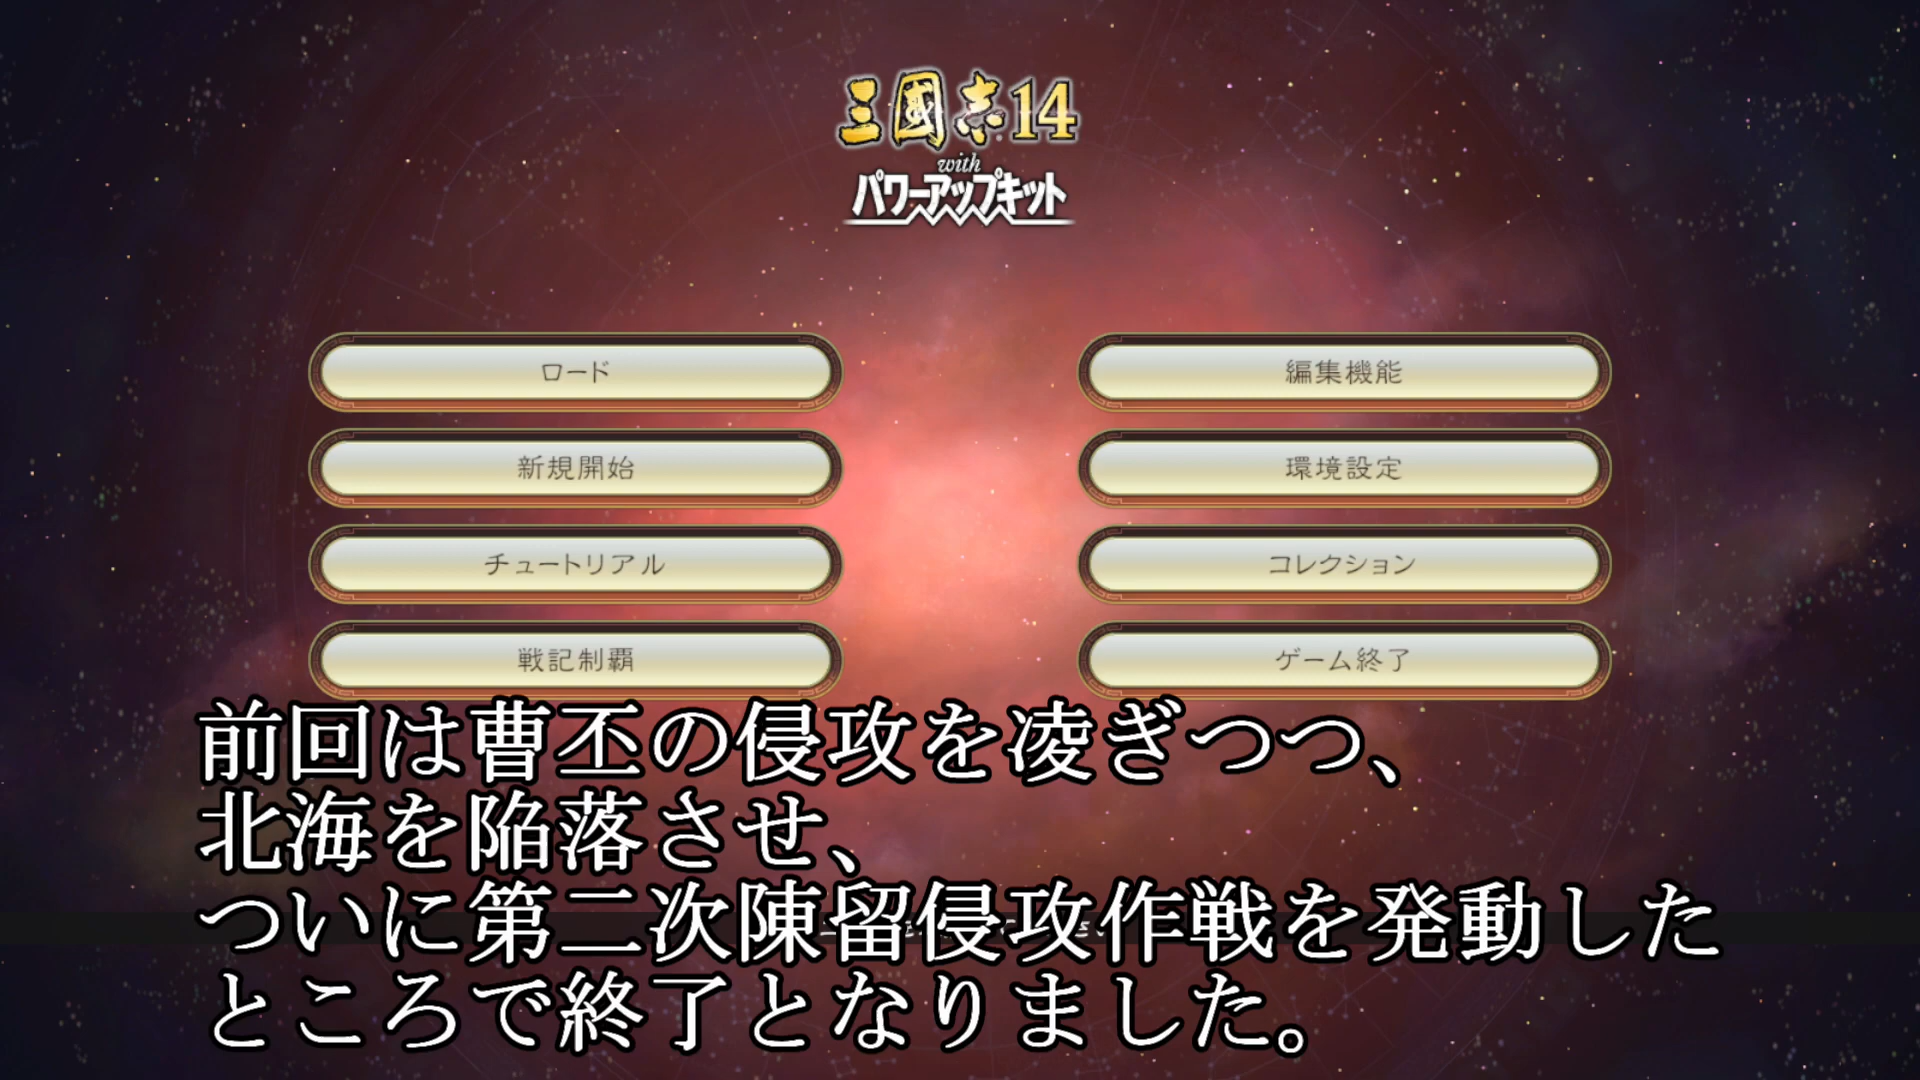 三國志14
with
パワーアップキット
ロード
編集機能
新規開始
環境設定
チュートリアル
コレクション
戦記制覇
ゲーム終了
前回は曹丕の侵攻を凌ぎつつ、
北海を陥落させ、
ついに第二次陳留侵攻作戦を発動した
ところで終了となりました。